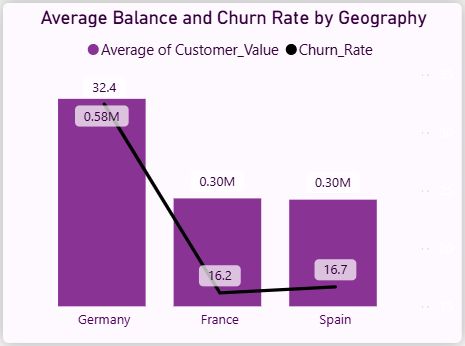 Average Balance and Churn Rate by Geography
Average of Customer_Value Churn_Rate
32.4
0.58M
0.30M
0.30M
16.2
16.7
Germany France Spain